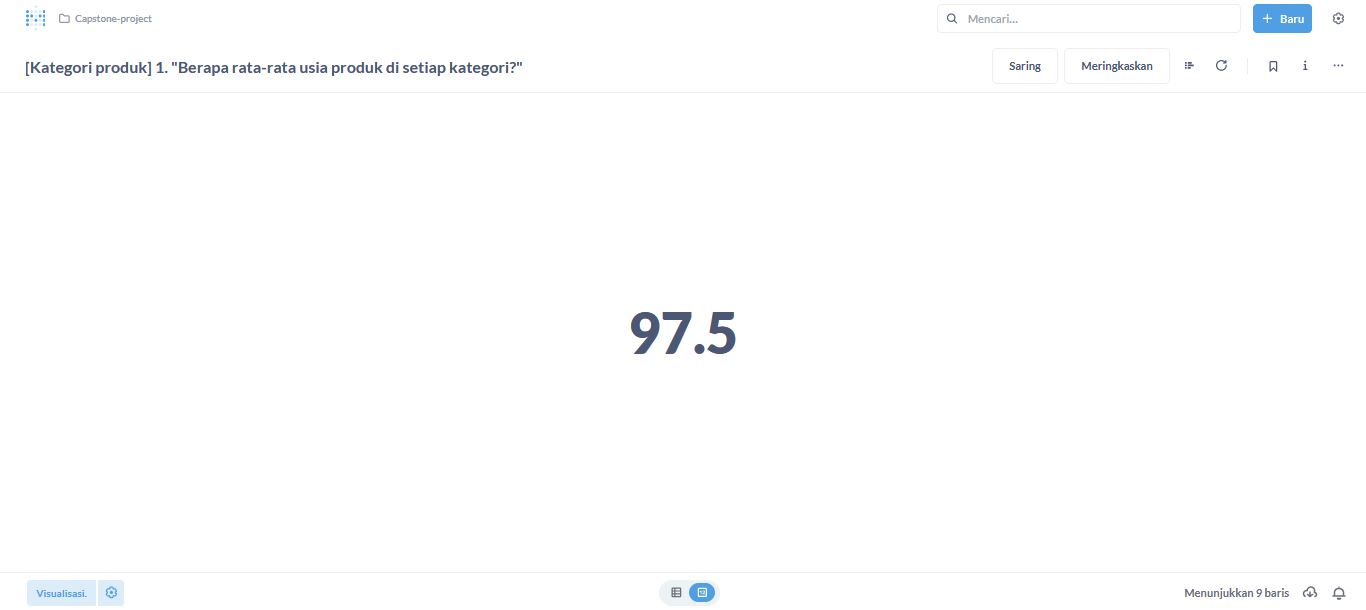 Capstone-project
Mencari...
Baru
[Kategori produk] 1. "Berapa rata-rata usia produk di setiap kategori?"
Saring
Meringkaskan
97.5
Visualisasi.
Menunjukkan 9 baris